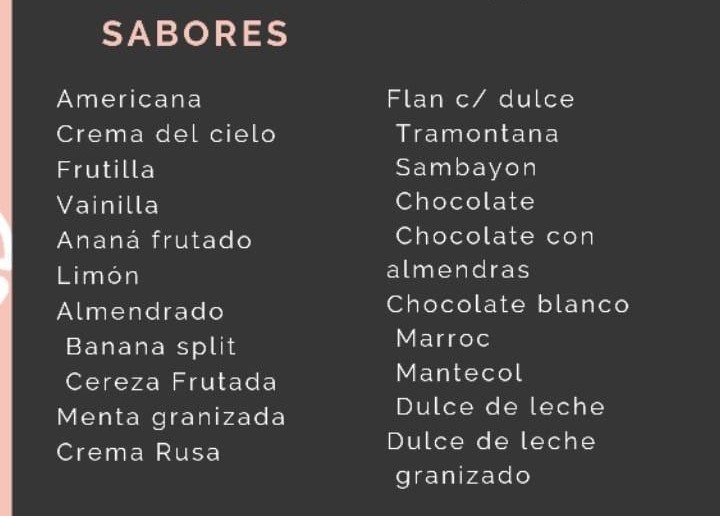 SABORES
Americana
Crema del cielo
Frutilla
Vainilla
Ananá frutado
Limón
Almendrado
Banana split
Cereza Frutada
Menta granizada
Crema Rusa
Flan c/ dulce
Tramontana
Sambayon
Chocolate
Chocolate con
almendras
Chocolate blanco
Marroc
Mantecol
Dulce de leche
Dulce de leche
granizado